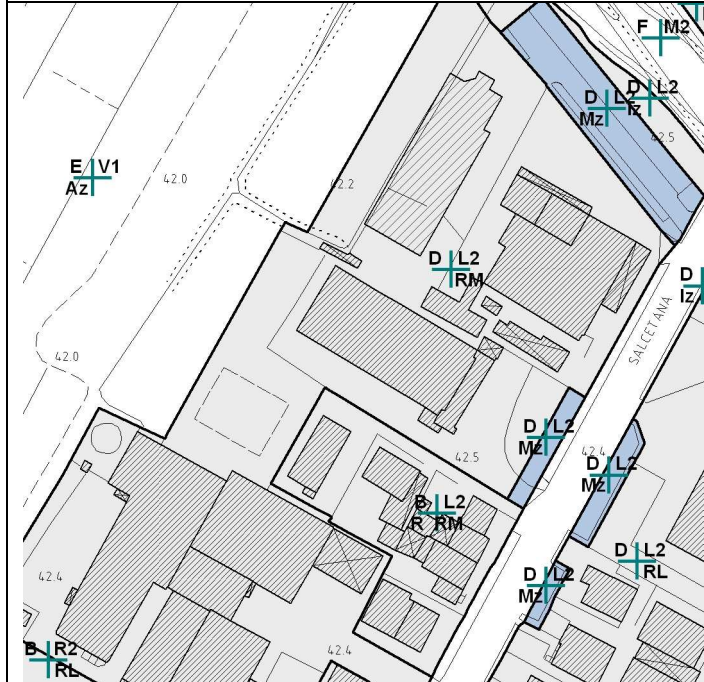 F M2
D L2
Mz
D L2
Iz
42.5
E V1
Az
42.0
42.2
D L2
RM
D
Iz
SALCETANA
42.0
D L2
Mz
42.4
D L2
Mz
42.5
B L2
R RM
D L2
RL
D L2
Mz
42.4
42.4
B R2
RL